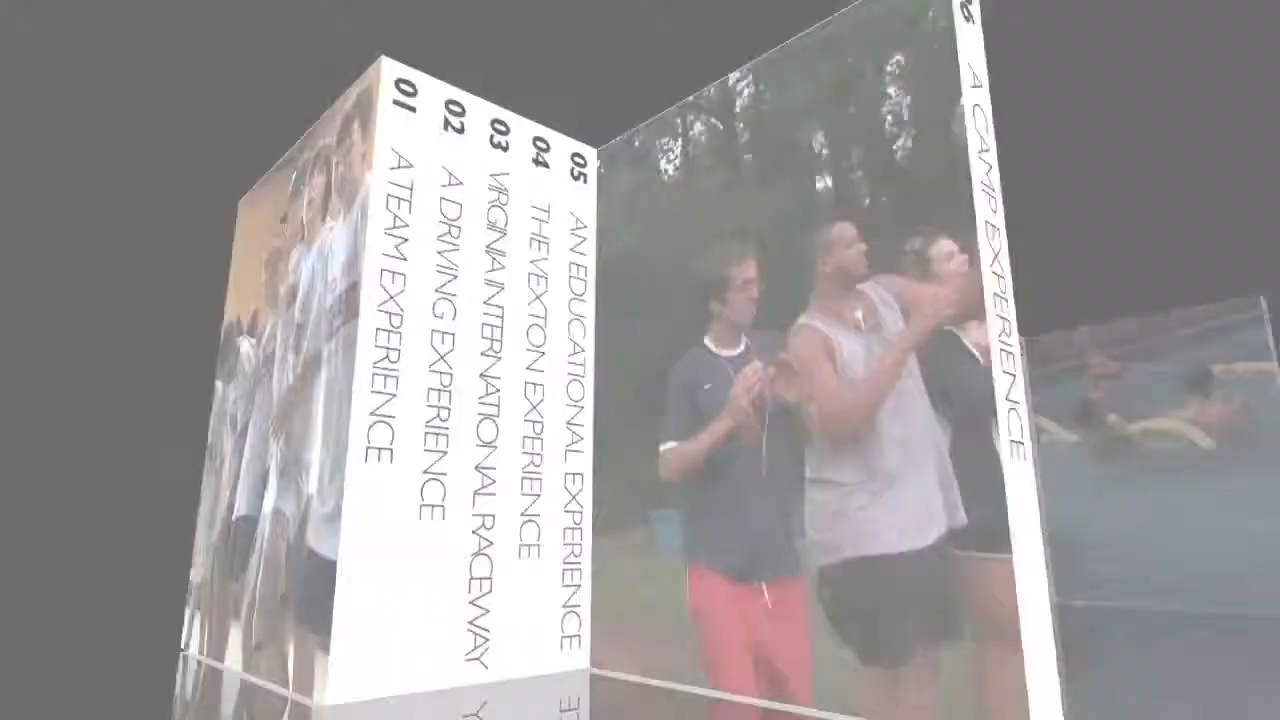 01 A TEAM EXPERIENCE
02 A DRIVING EXPERIENCE
03 VIRGINIA INTERNATIONAL RACEWAY
04 THE VEXTON EXPERIENCE
05 AN EDUCATIONAL EXPERIENCE
06 A CAMP EXPERIENCE